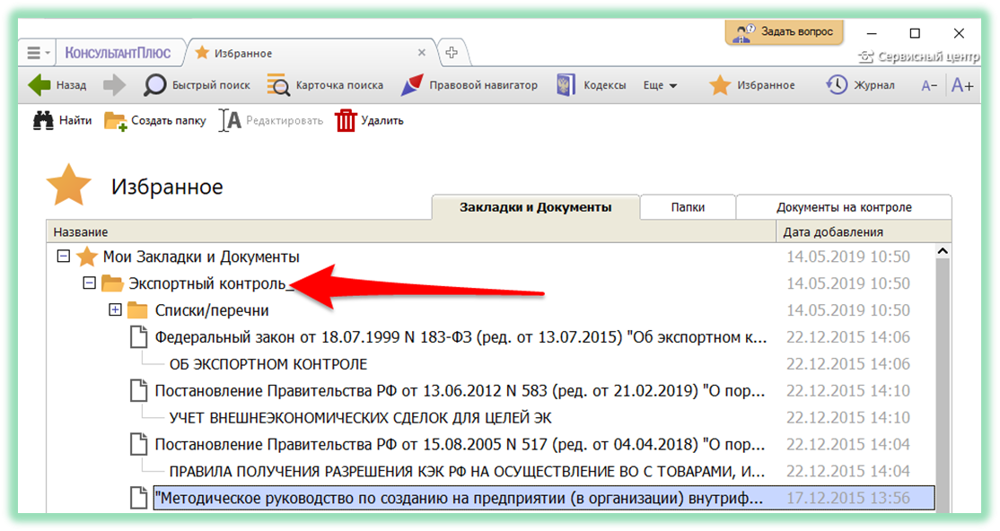 Задать вопрос
КонсультантПлюс
Избранное
Сервисный центр
Назад
Быстрый поиск
Карточка поиска
Правовой навигатор
Кодексы
Еще
Избранное
Журнал
А-
А+
Найти
Создать папку
Редактировать
Удалить
Избранное
Закладки и Документы
Папки
Документы на контроле
Название
Дата добавления
Мои Закладки и Документы 14.05.2019 10:50
Экспортный контроль_ 14.05.2019 10:50
Списки/перечни 14.05.2019 10:50
Федеральный закон от 18.07.1999 N 183-ФЗ (ред. от 13.07.2015) "Об экспортном к... 22.12.2015 14:06
ОБ ЭКСПОРТНОМ КОНТРОЛЕ 22.12.2015 14:06
Постановление Правительства РФ от 13.06.2012 N 583 (ред. от 21.02.2019) "О пор... 22.12.2015 14:10
УЧЕТ ВНЕШНЕЭКОНОМИЧЕСКИХ СДЕЛОК ДЛЯ ЦЕЛЕЙ ЭК 22.12.2015 14:10
Постановление Правительства РФ от 15.08.2005 N 517 (ред. от 04.04.2018) "О пор... 22.12.2015 14:04
ПРАВИЛА ПОЛУЧЕНИЯ РАЗРЕШЕНИЯ КЭК РФ НА ОСУЩЕСТВЛЕНИЕ ВО С ТОВАРАМИ, И... 22.12.2015 14:04
"Методическое руководство по созданию на предприятии (в организации) внутриф... 17.12.2015 13:56